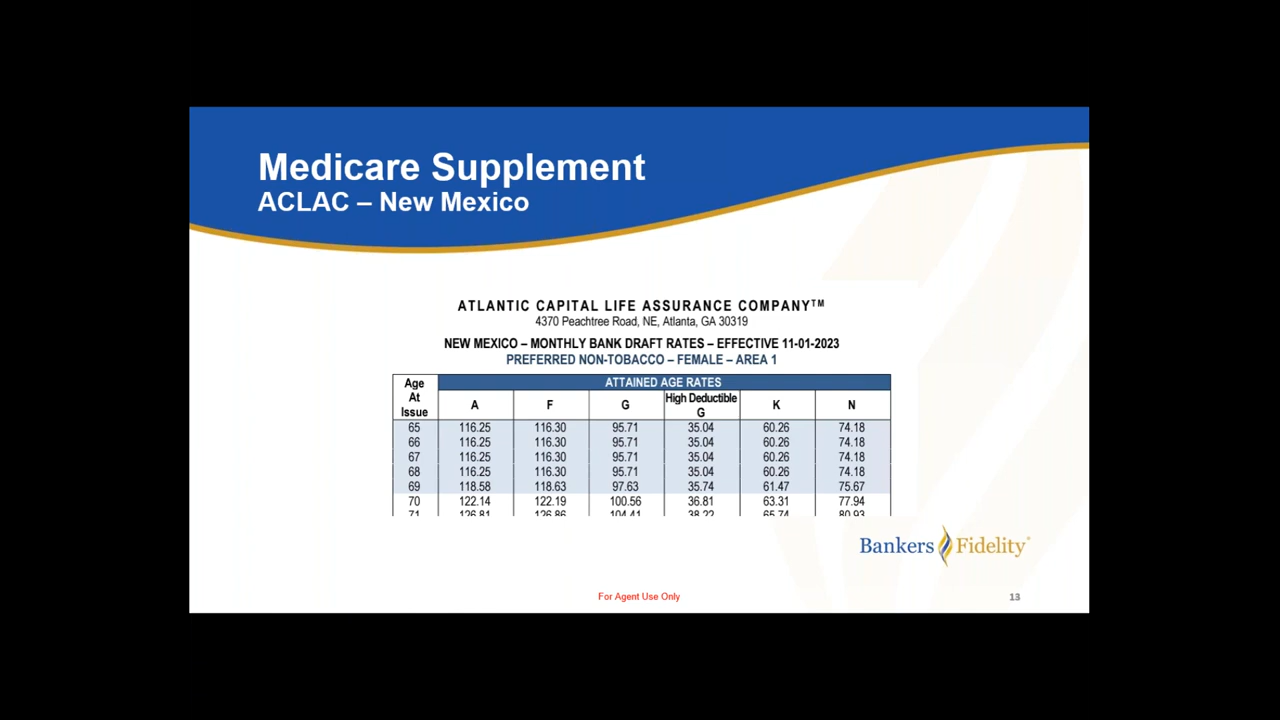 Medicare Supplement
ACLAC – New Mexico
ATLANTIC CAPITAL LIFE ASSURANCE COMPANY™
4370 Peachtree Road, NE, Atlanta, GA 30319
NEW MEXICO – MONTHLY BANK DRAFT RATES – EFFECTIVE 11-01-2023
PREFERRED NON-TOBACCO – FEMALE – AREA 1
Age At Issue
ATTAINED AGE RATES
A F G High Deductible G K N
65 116.25 116.30 95.71 35.04 60.26 74.18
66 116.25 116.30 95.71 35.04 60.26 74.18
67 116.25 116.30 95.71 35.04 60.26 74.18
68 116.25 116.30 95.71 35.04 60.26 74.18
69 118.58 118.63 97.63 35.74 61.47 75.67
70 122.14 122.19 100.56 36.81 63.31 77.94
71 126.81 126.86 104.41 38.22 65.74 80.93
Bankers Fidelity®
For Agent Use Only
13